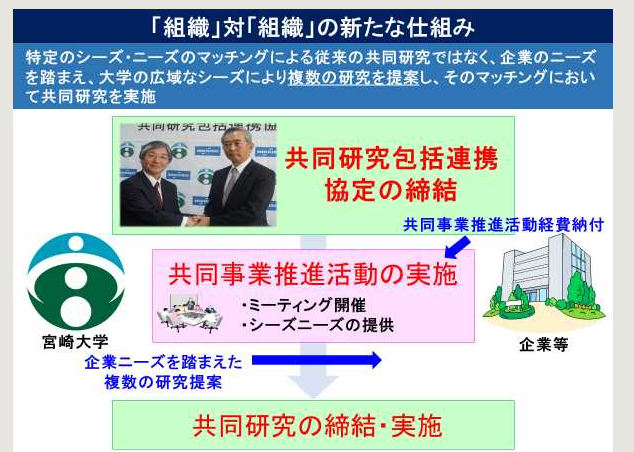 「組織」対「組織」の新たな仕組み
特定のシーズ・ニーズのマッチングによる従来の共同研究ではなく、企業のニーズ
を踏まえ、大学の広域なシーズにより複数の研究を提案し、そのマッチングにおい
て共同研究を実施
共同研究包括連携協
共同研究包括連携
協定の締結
共同事業推進活動経費納付
共同事業推進活動の実施
・ミーティング開催
・シーズニーズの提供
宮崎大学
企業等
企業ニーズを踏まえた
複数の研究提案
共同研究の締結・実施